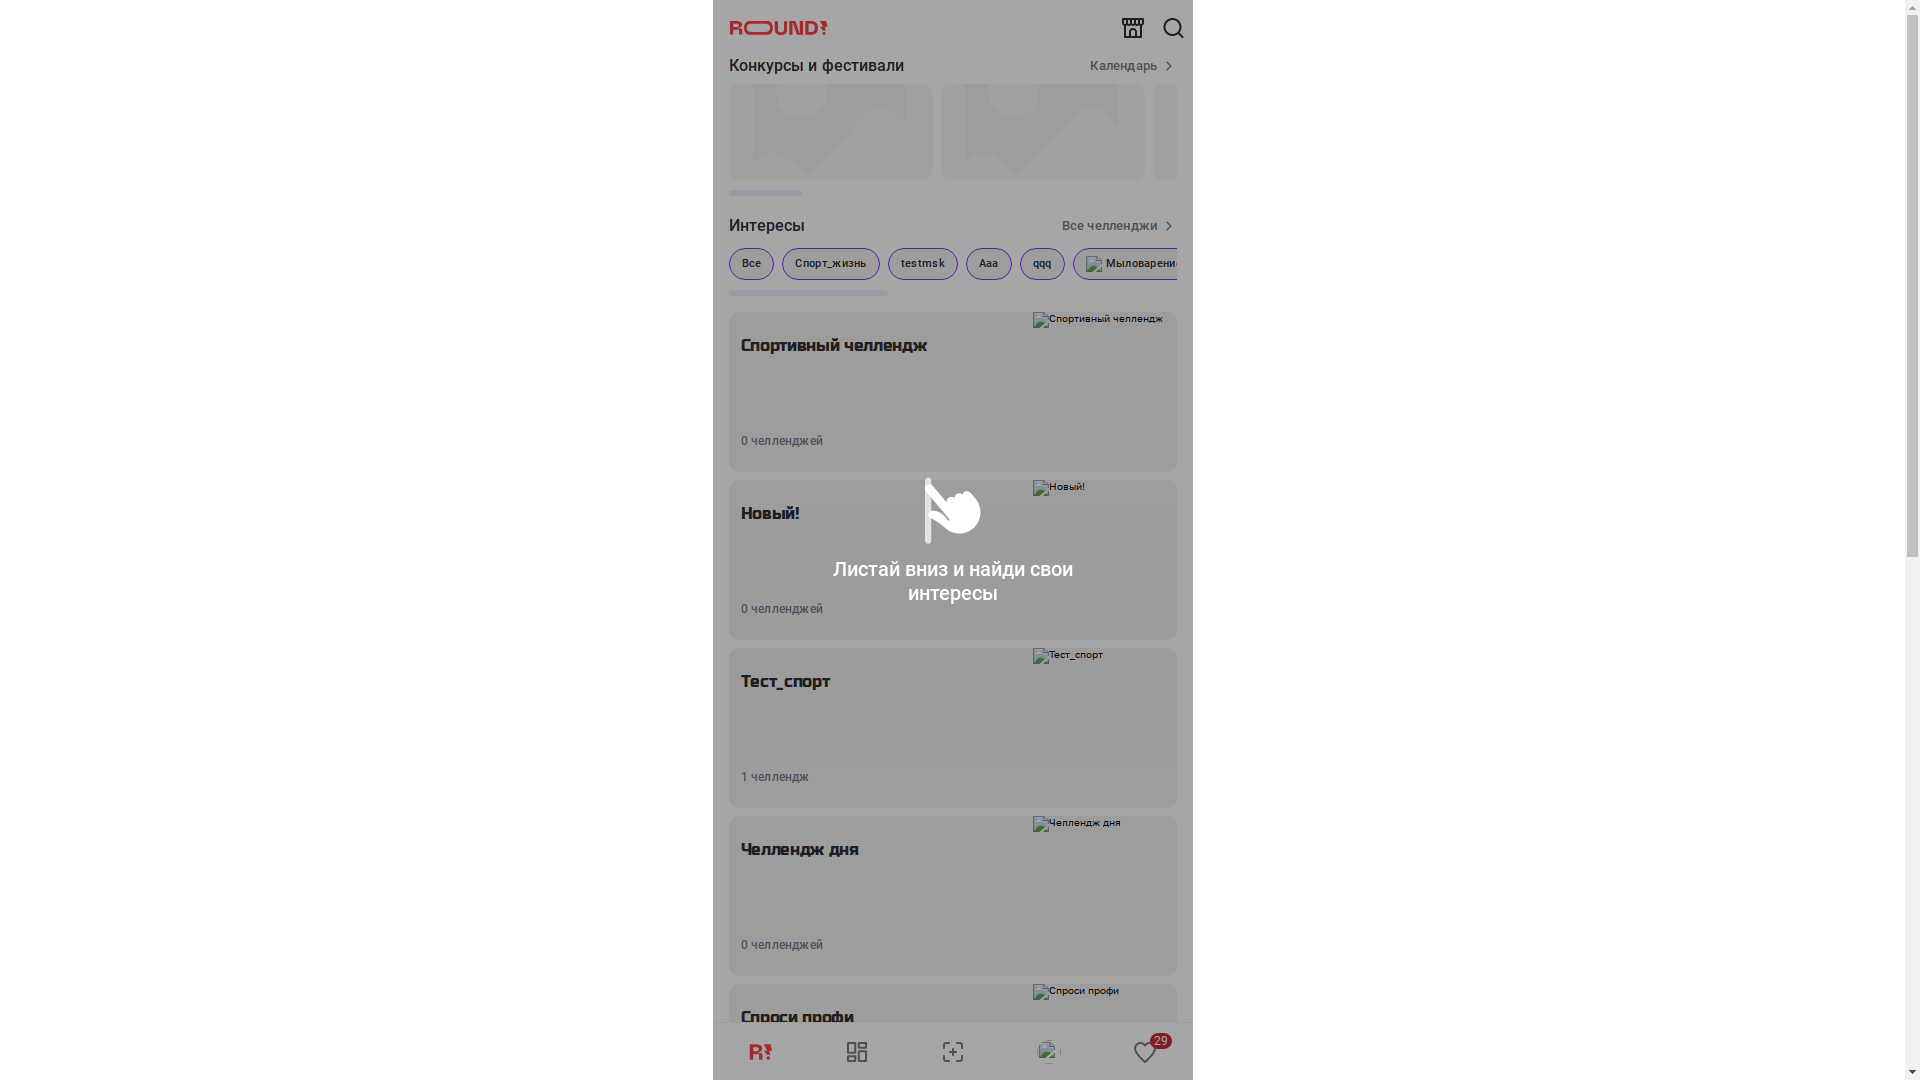 ROUND!
Конкурсы и фестивали
Календарь
Интересы
Все челленджи
Все
Спорт_жизнь
testmsk
Ааа
qqq
Мыловарени
Спортивный челлендж
Спортивный челлендж
0 челленджей
Новый!
Новый!
Листай вниз и найди свои
интересы
0 челленджей
Тест_спорт
Тест_спорт
1 челлендж
Челлендж дня
Челлендж дня
0 челленджей
Спроси профи
Спроси профи
R!
29